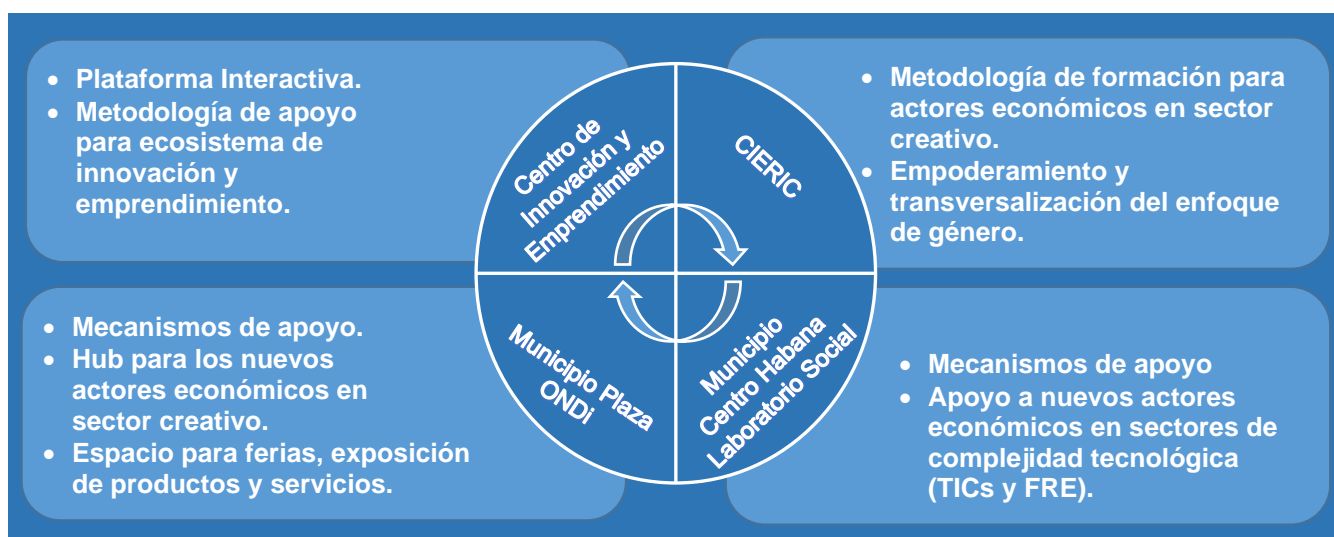 • Plataforma Interactiva.
• Metodología de apoyo
para ecosistema de
innovación y
emprendimiento.
Centro de
Innovación y
Emprendimiento
CIERIC
• Metodología de formación para
actores económicos en sector
creativo.
• Empoderamiento y
transversalización del enfoque
de género.
• Mecanismos de apoyo.
• Hub para los nuevos
actores económicos en
sector creativo.
• Espacio para ferias, exposición
de productos y servicios.
Municipio Plaza
ONDi
Municipio
Centro Habana
Laboratorio Social
• Mecanismos de apoyo
• Apoyo a nuevos actores
económicos en sectores de
complejidad tecnológica
(TICs y FRE).